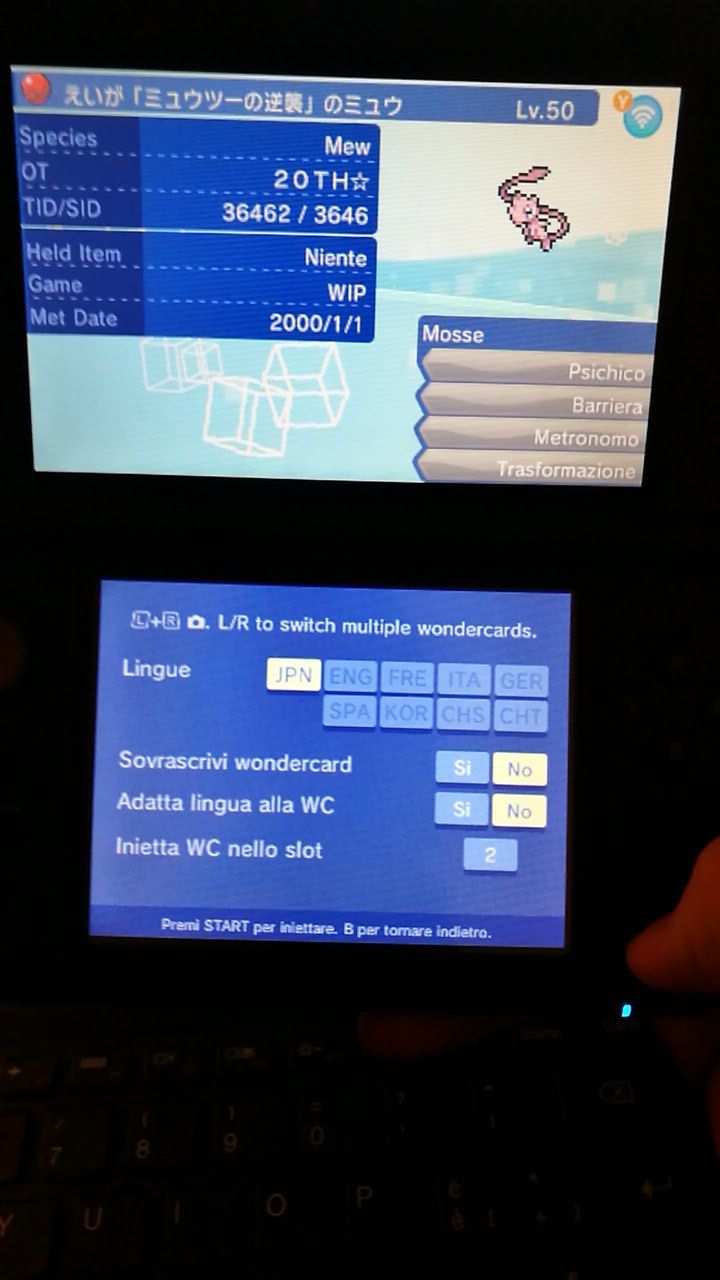 えいが「ミュウツーの逆襲」のミュウ Lv.50
Y
Species Mew
OT 20TH☆
TID/SID 36462 / 3646
Held Item Niente
Game WIP
Met Date 2000/1/1
Mosse
Psichico
Barriera
Metronomo
Trasformazione
L+R . L/R to switch multiple wondercards.
Lingue JPN ENG FRE ITA GER
SPA KOR CHS CHT
Sovrascrivi wondercard Si No
Adatta lingua alla WC Si No
Inietta WC nello slot 2
Premi START per iniettare. B per tornare indietro.
/ ( ) = ?
7 8 9 0 '
Y U I O P è